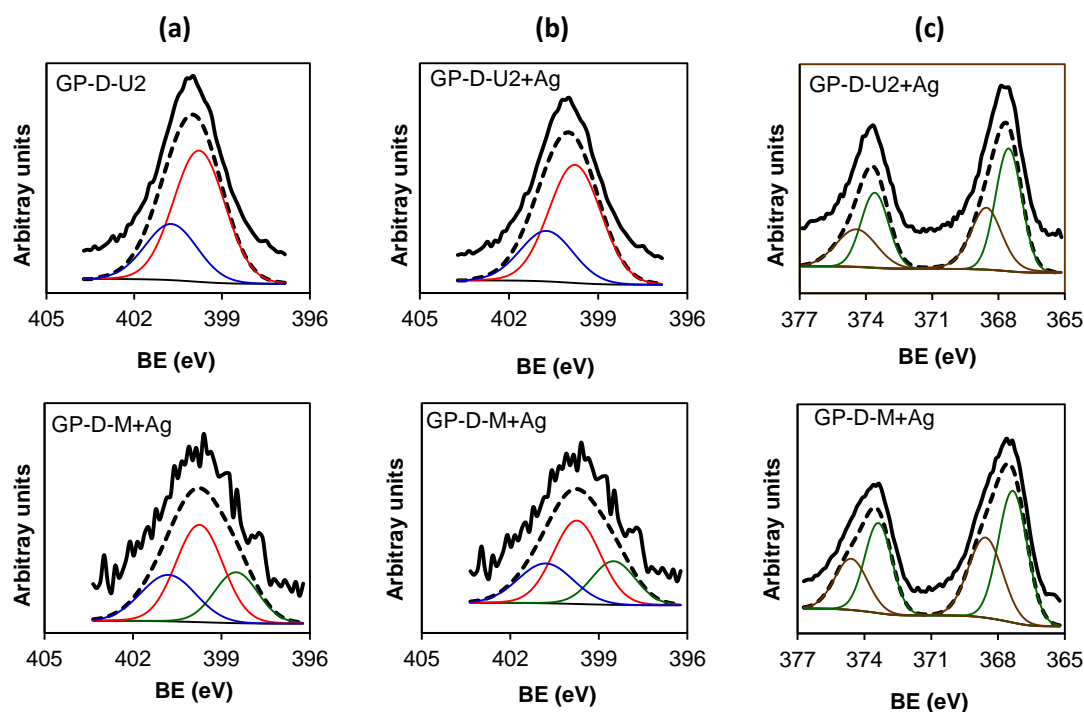 (a)
(b)
(c)
GP-D-U2
Arbitray units
405
402
399
396
BE (eV)
GP-D-U2+Ag
Arbitray units
405
402
399
396
BE (eV)
GP-D-U2+Ag
Arbitray units
377
374
371
368
365
BE (eV)
GP-D-M+Ag
Arbitray units
405
402
399
396
BE (eV)
GP-D-M+Ag
Arbitray units
405
402
399
396
BE (eV)
GP-D-M+Ag
Arbitray units
377
374
371
368
365
BE (eV)